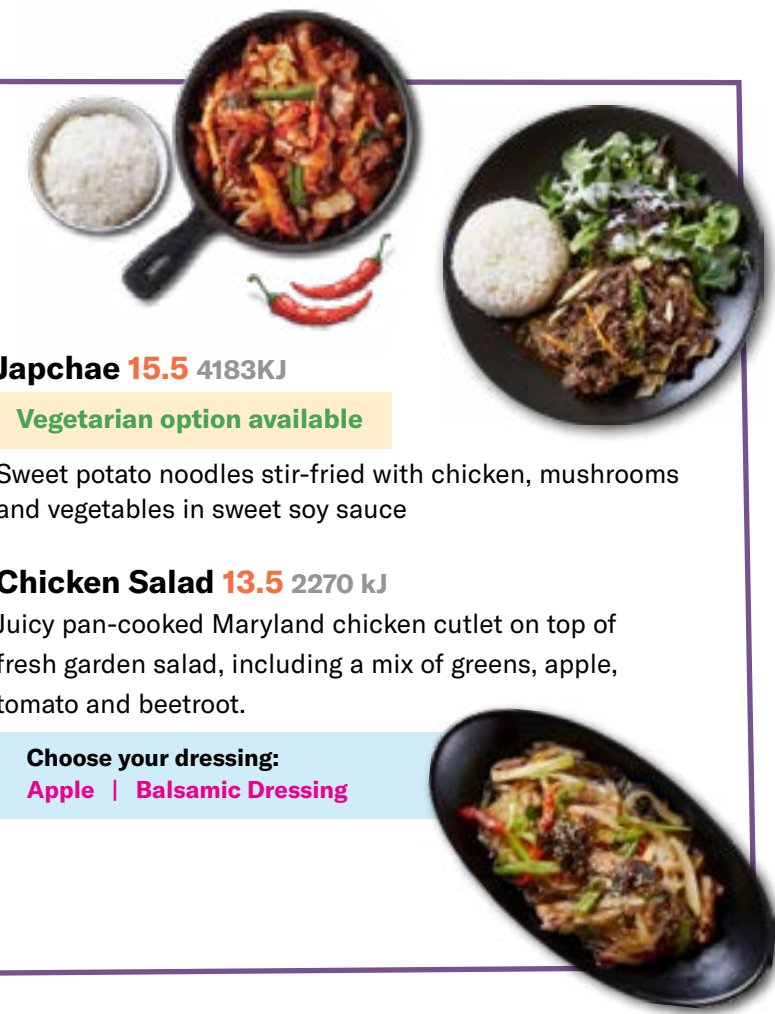 Japchae 15.5 4183KJ
Vegetarian option available
Sweet potato noodles stir-fried with chicken, mushrooms
and vegetables in sweet soy sauce
Chicken Salad 13.5 2270 kJ
Juicy pan-cooked Maryland chicken cutlet on top of
fresh garden salad, including a mix of greens, apple,
tomato and beetroot.
Choose your dressing:
Apple | Balsamic Dressing